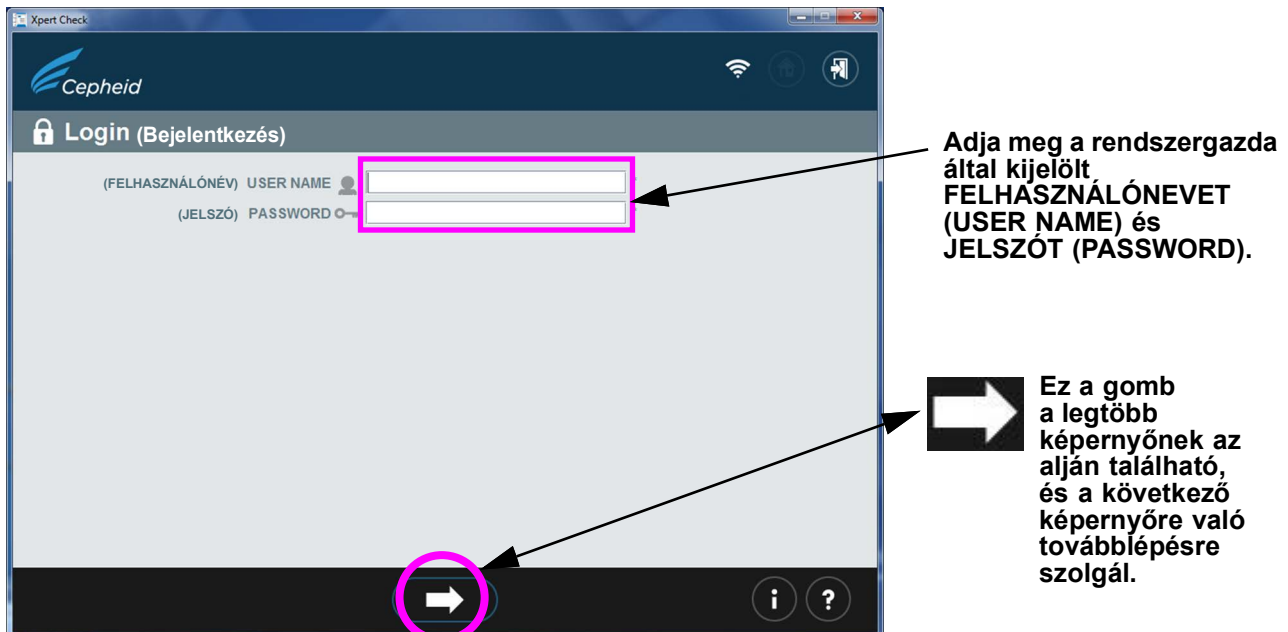 Xpert Check
Cepheid
Login (Bejelentkezés)
(FELHASZNÁLÓNÉV) USER NAME
(JELSZÓ) PASSWORD
Adja meg a rendszergazda
által kijelölt
FELHASZNÁLÓNEVET
(USER NAME) és
JELSZÓT (PASSWORD).
Ez a gomb
a legtöbb
képernyőnek az
alján található,
és a következő
képernyőre való
továbblépésre
szolgál.
i ?